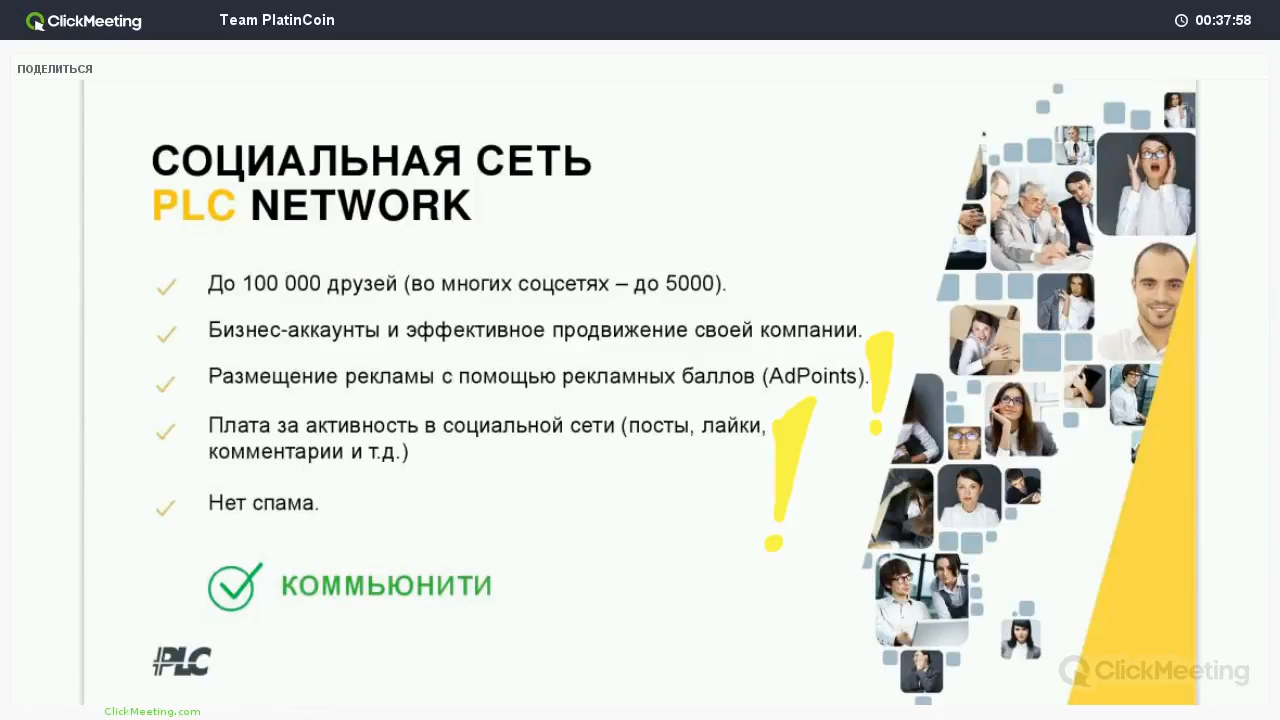 ClickMeeting
Team PlatinCoin
00:37:58
ПОДЕЛИТЬСЯ
СОЦИАЛЬНАЯ СЕТЬ
PLC NETWORK
До 100 000 друзей (во многих соцсетях – до 5000).
Бизнес-аккаунты и эффективное продвижение своей компании.
Размещение рекламы с помощью рекламных баллов (AdPoints).
!
Плата за активность в социальной сети (посты, лайки,
комментарии и т.д.)
!
Нет спама.
КОММЬЮНИТИ
PLC
ClickMeeting
ClickMeeting.com